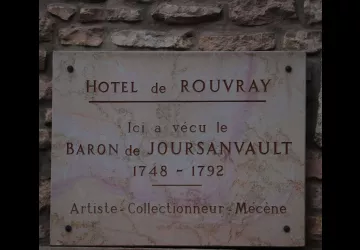 HOTEL de ROUVRAY
Ici a vécu le
BARON de JOURSANVAULT
1748 - 1792
Artiste - Collectionneur - Mécène